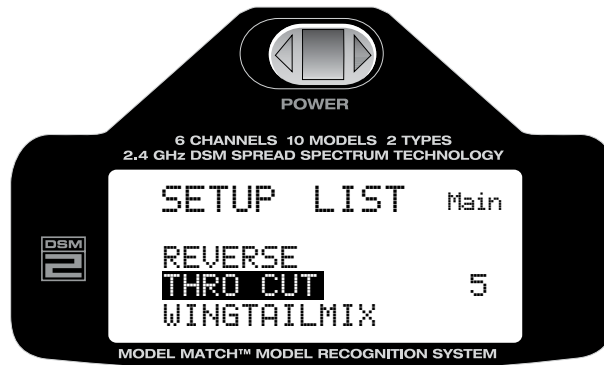 POWER
6 CHANNELS 10 MODELS 2 TYPES
2.4 GHz DSM SPREAD SPECTRUM TECHNOLOGY
SETUP LIST Main
DSM
2
REVERSE
THRO CUT 5
WINGTAILMIX
MODEL MATCH™ MODEL RECOGNITION SYSTEM